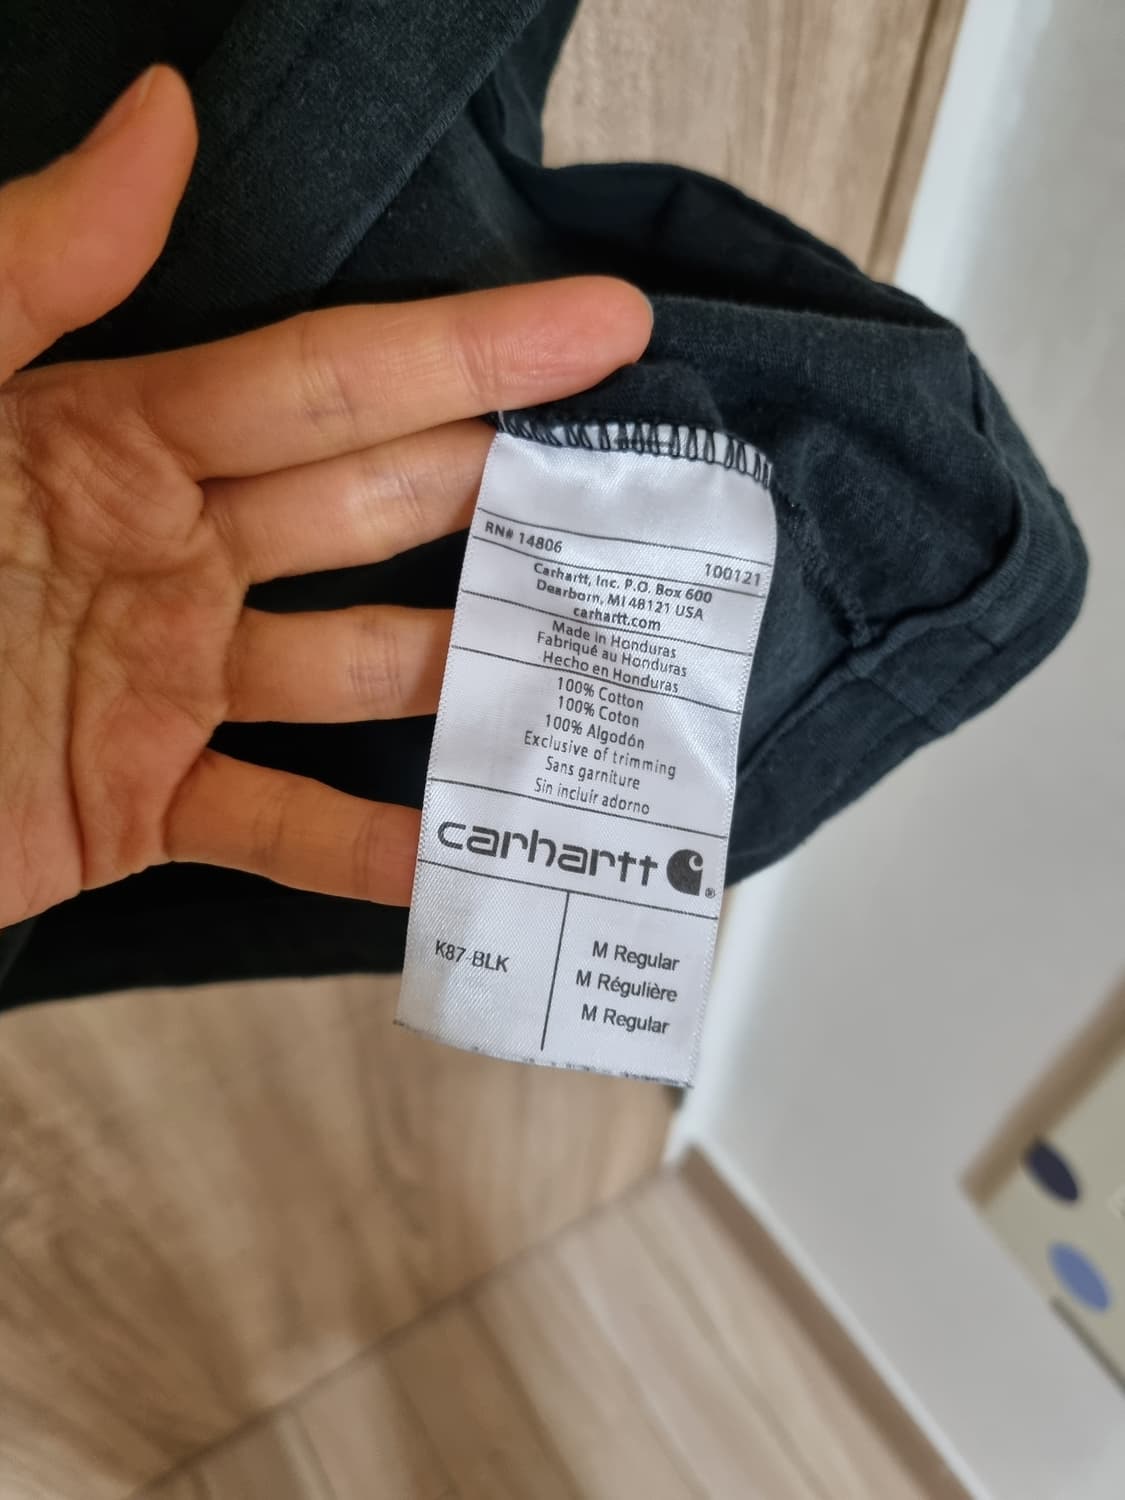 RN# 14806 100121
Carhartt, Inc. P.O. Box 600
Dearborn, MI 48121 USA
carhartt.com
Made in Honduras
Fabriqué au Honduras
Hecho en Honduras
100% Cotton
100% Coton
100% Algodón
Exclusive of trimming
Sans garniture
Sin incluir adorno
carhartt ®
K87 BLK
M Regular
M Régulière
M Regular